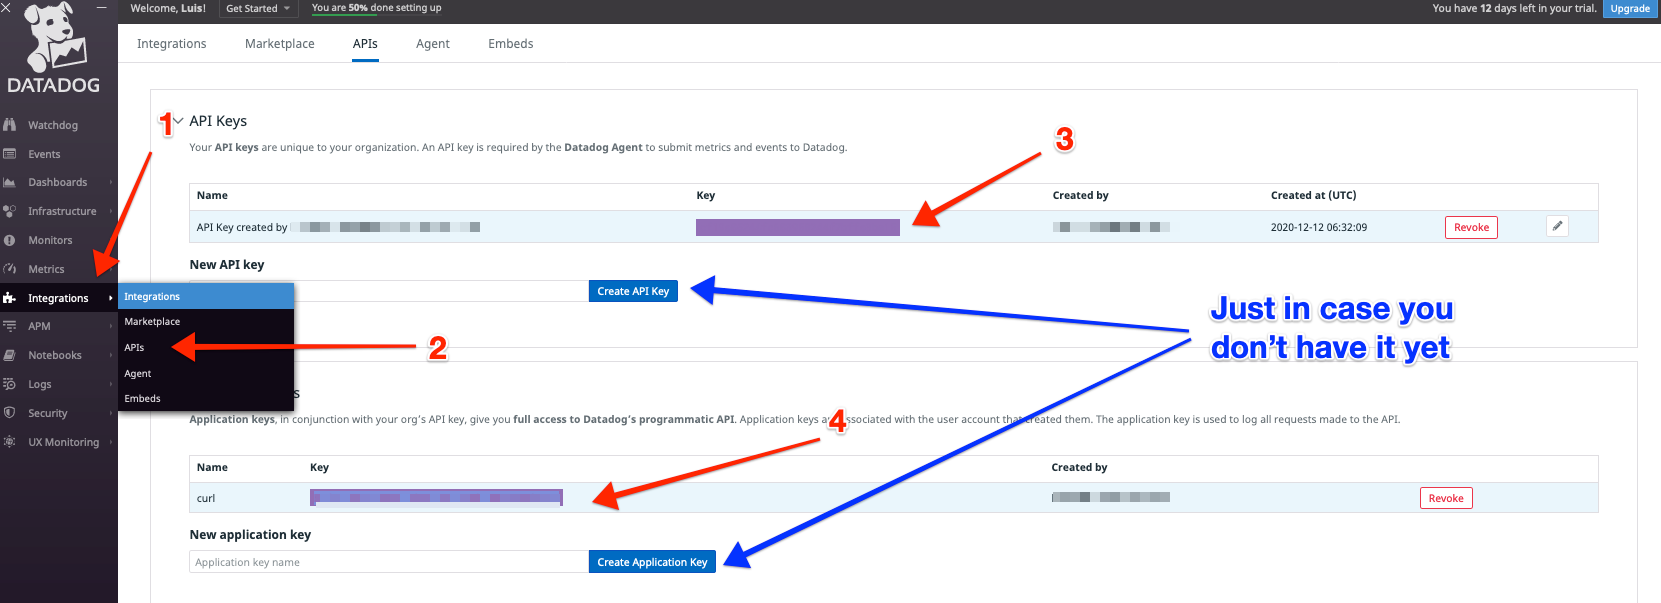 Welcome, Luis!
Get Started
You are 50% done setting up
You have 12 days left in your trial.
Upgrade
DATADOG
Integrations
Marketplace
APIs
Agent
Embeds
Watchdog
Events
Dashboards
Infrastructure
Monitors
Metrics
Integrations
APM
Notebooks
Logs
Security
UX Monitoring
Integrations
Marketplace
APIs
Agent
Embeds
1
2
3
4
API Keys
Your API keys are unique to your organization. An API key is required by the Datadog Agent to submit metrics and events to Datadog.
Name Key Created by Created at (UTC)
API Key created by 2020-12-12 06:32:09 Revoke
New API key
Create API Key
Just in case you
don't have it yet
s
Application keys, in conjunction with your org's API key, give you full access to Datadog's programmatic API. Application keys associated with the user account that created them. The application key is used to log all requests made to the API.
Name Key Created by
curl Revoke
New application key
Application key name
Create Application Key